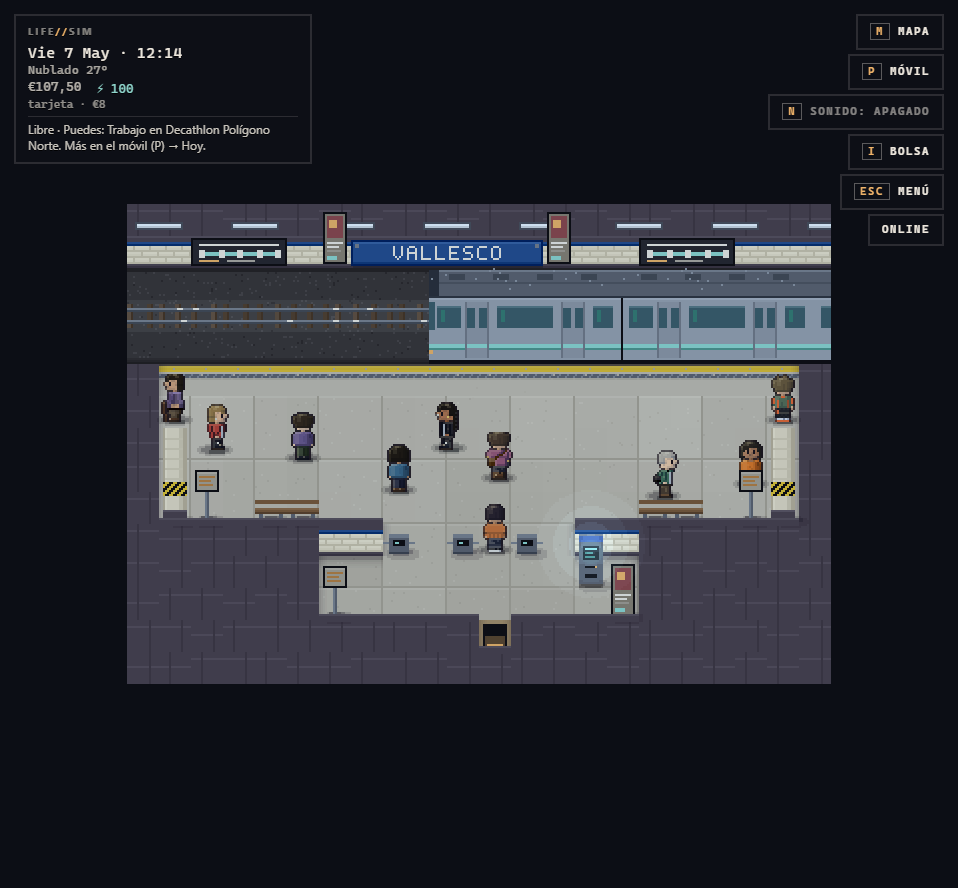 LIFE//SIM
Vie 7 May · 12:14
Nublado 27º
€107,50 ⚡ 100
tarjeta · €8
Libre · Puedes: Trabajo en Decathlon Polígono
Norte. Más en el móvil (P) → Hoy.
M MAPA
P MÓVIL
N SONIDO: APAGADO
I BOLSA
ESC MENÚ
ONLINE
VALLESCO